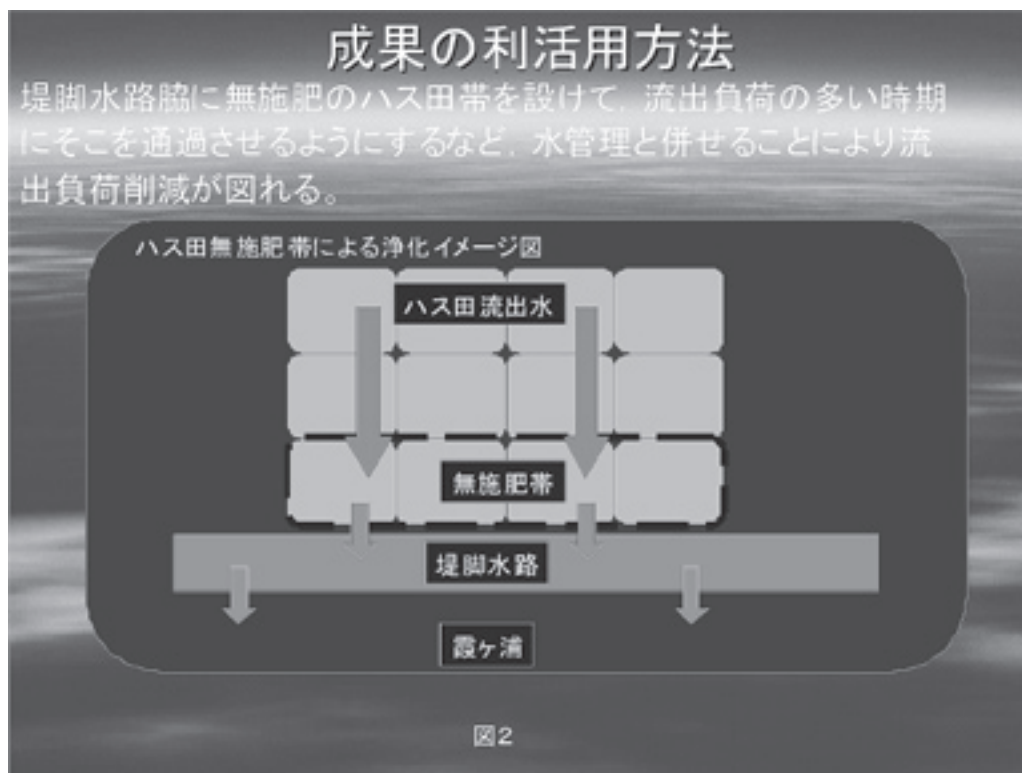 成果の利活用方法
堤脚水路脇に無施肥のハス田帯を設けて，流出負荷の多い時期
にそこを通過させるようにするなど，水管理と併せることにより流
出負荷削減が図れる。
ハス田無施肥帯による浄化イメージ図
ハス田流出水
無施肥帯
堤脚水路
霞ヶ浦
図2